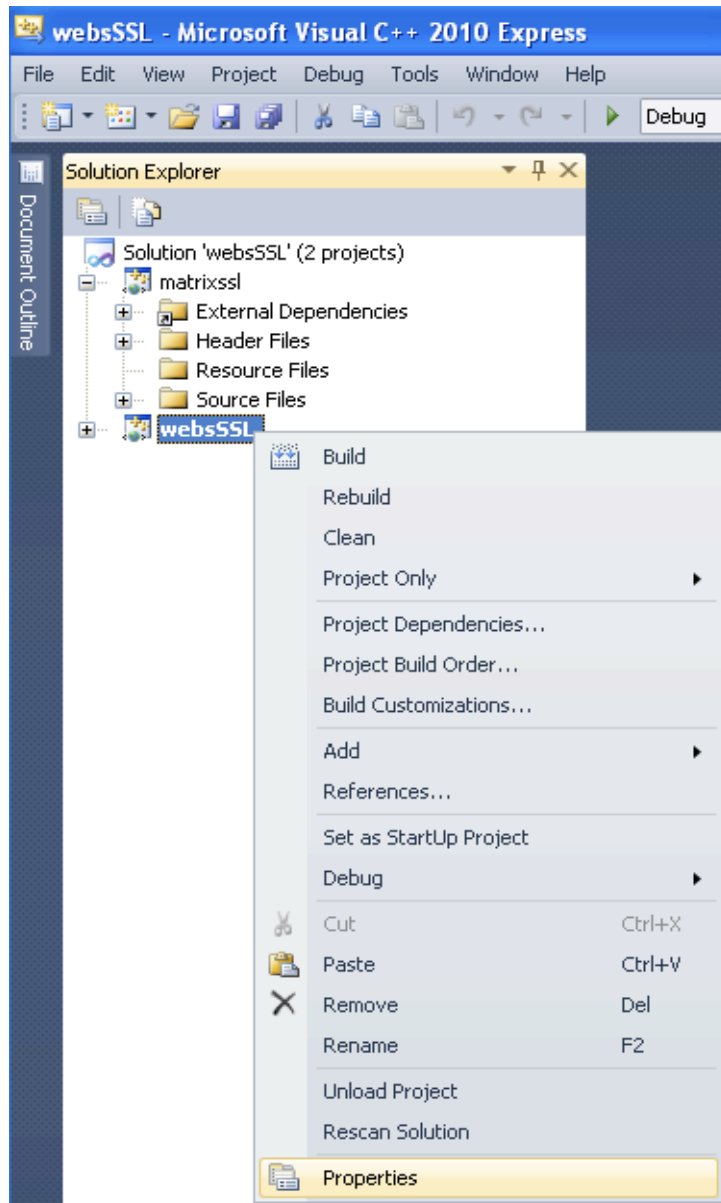 websSSL - Microsoft Visual C++ 2010 Express
File Edit View Project Debug Tools Window Help
Debug
Document Outline
Solution Explorer
Solution 'websSSL' (2 projects)
matrixssl
External Dependencies
Header Files
Resource Files
Source Files
websSSL
Build
Rebuild
Clean
Project Only
Project Dependencies...
Project Build Order...
Build Customizations...
Add
References...
Set as StartUp Project
Debug
Cut Ctrl+X
Paste Ctrl+V
Remove Del
Rename F2
Unload Project
Rescan Solution
Properties